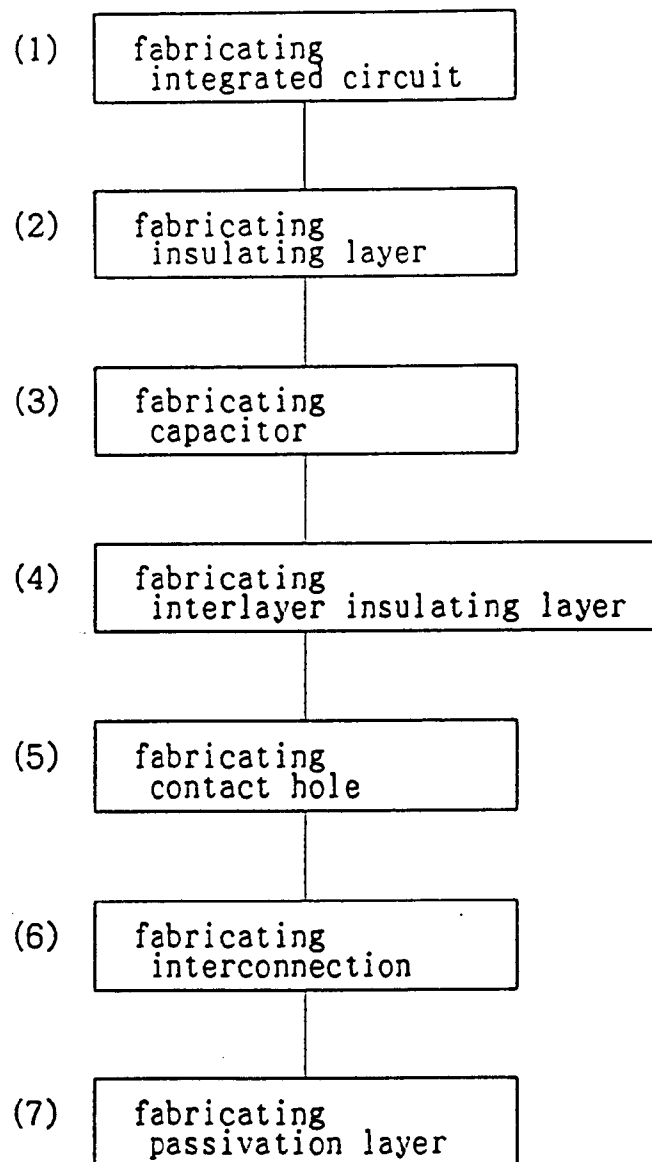 (1) fabricating
integrated circuit
(2) fabricating
insulating layer
(3) fabricating
capacitor
(4) fabricating
interlayer insulating layer
(5) fabricating
contact hole
(6) fabricating
interconnection
(7) fabricating
passivation layer